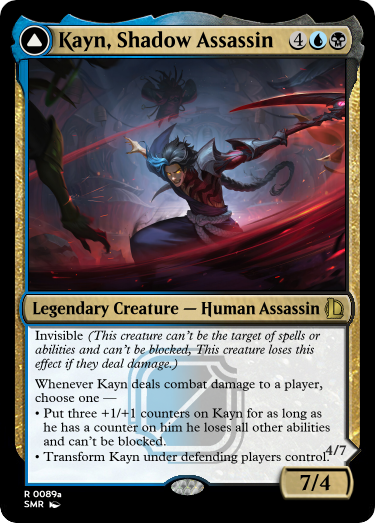 Kayn, Shadow Assassin 4
Legendary Creature — Human Assassin
Invisible (This creature can't be the target of spells or
abilities and can't be blocked, This creature loses this
effect if they deal damage.)
Whenever Kayn deals combat damage to a player,
choose one —
• Put three +1/+1 counters on Kayn for as long as
he has a counter on him he loses all other abilities
and can't be blocked.
• Transform Kayn under defending players control.
4/7
7/4
R 0089a
SMR